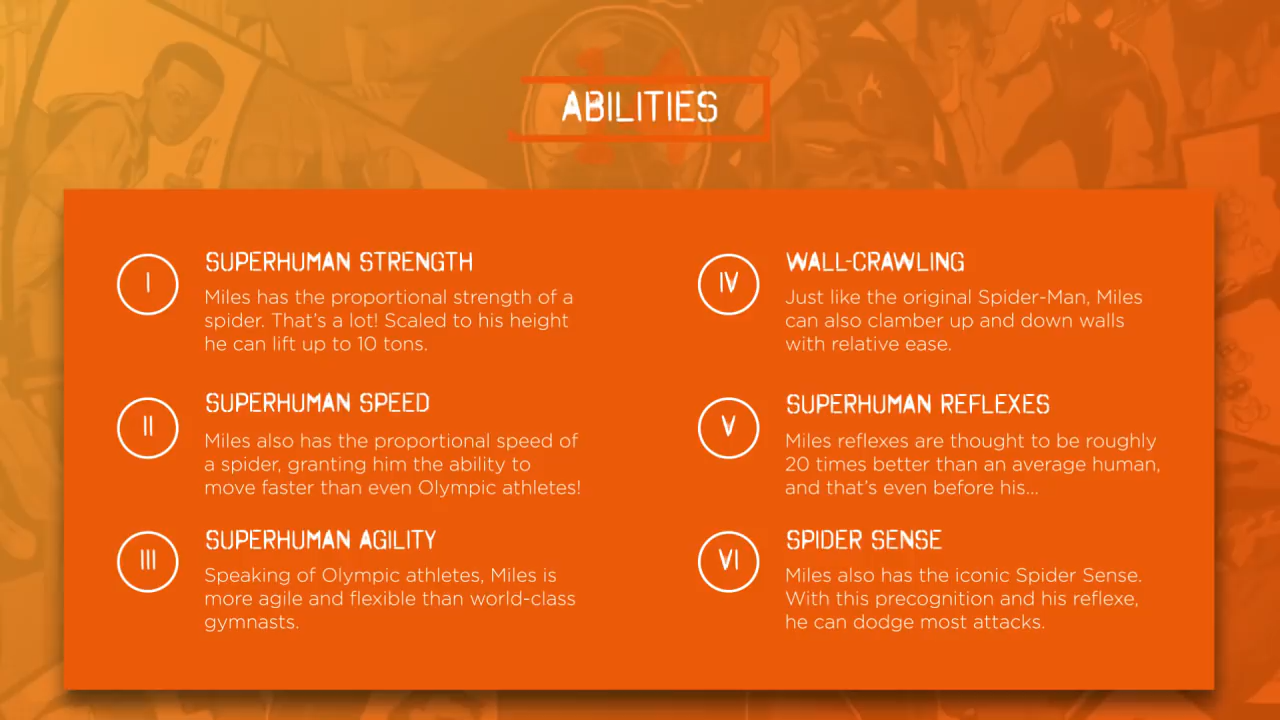 ABILITIES
I
SUPERHUMAN STRENGTH
Miles has the proportional strength of a
spider. That's a lot! Scaled to his height
he can lift up to 10 tons.
II
SUPERHUMAN SPEED
Miles also has the proportional speed of
a spider, granting him the ability to
move faster than even Olympic athletes!
III
SUPERHUMAN AGILITY
Speaking of Olympic athletes, Miles is
more agile and flexible than world-class
gymnasts.
IV
WALL-CRAWLING
Just like the original Spider-Man, Miles
can also clamber up and down walls
with relative ease.
V
SUPERHUMAN REFLEXES
Miles reflexes are thought to be roughly
20 times better than an average human,
and that's even before his...
VI
SPIDER SENSE
Miles also has the iconic Spider Sense.
With this precognition and his reflexe,
he can dodge most attacks.